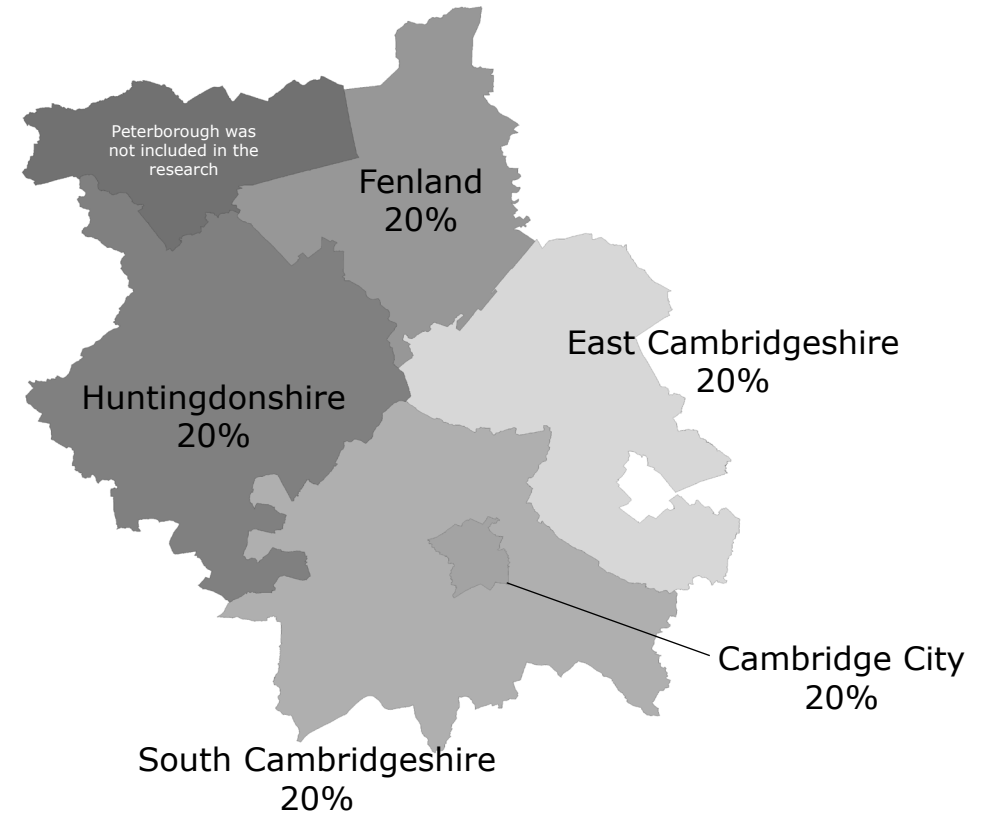 Peterborough was
not included in the
research
Fenland
20%
East Cambridgeshire
20%
Huntingdonshire
20%
Cambridge City
20%
South Cambridgeshire
20%